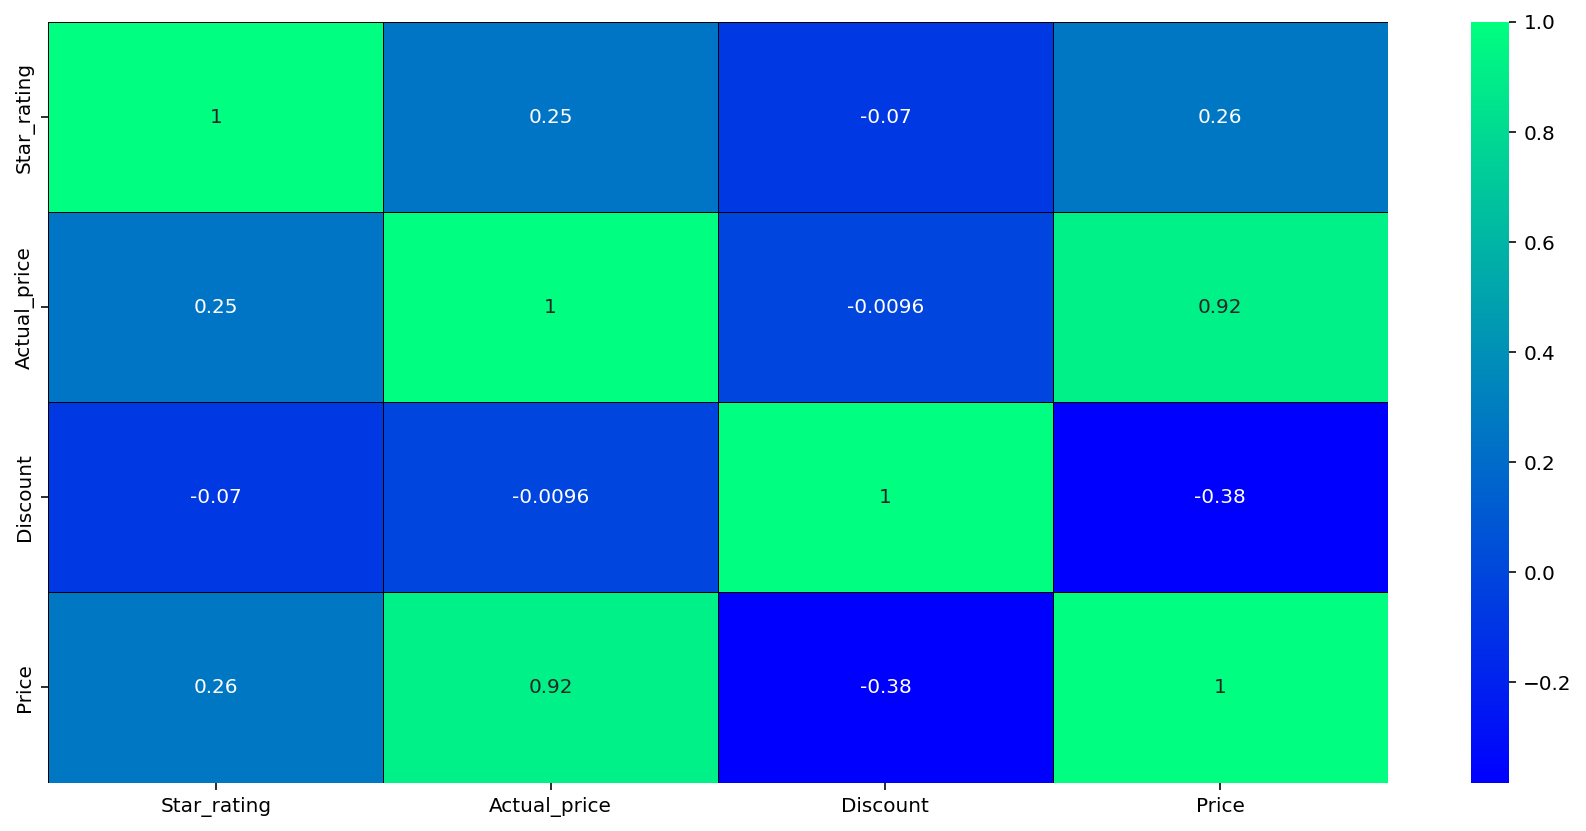 Star_rating
1
0.25
-0.07
0.26
Actual_price
0.25
1
-0.0096
0.92
Discount
-0.07
-0.0096
1
-0.38
Price
0.26
0.92
-0.38
1
Star_rating
Actual_price
Discount
Price
1.0
0.8
0.6
0.4
0.2
0.0
−0.2